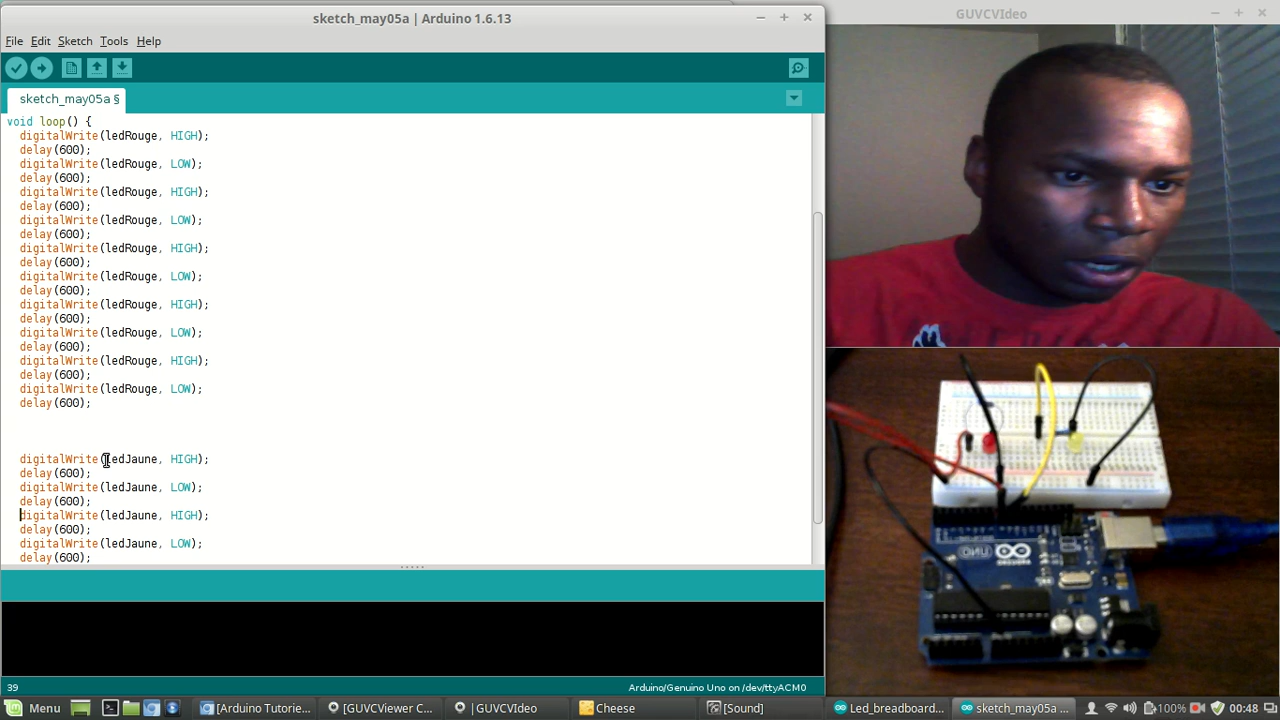 sketch_may05a | Arduino 1.6.13
GUVCVIdeo
File Edit Sketch Tools Help
sketch_may05a §
void loop() {
digitalWrite(ledRouge, HIGH);
delay(600);
digitalWrite(ledRouge, LOW);
delay(600);
digitalWrite(ledRouge, HIGH);
delay(600);
digitalWrite(ledRouge, LOW);
delay(600);
digitalWrite(ledRouge, HIGH);
delay(600);
digitalWrite(ledRouge, LOW);
delay(600);
digitalWrite(ledRouge, HIGH);
delay(600);
digitalWrite(ledRouge, LOW);
delay(600);
digitalWrite(ledRouge, HIGH);
delay(600);
digitalWrite(ledRouge, LOW);
delay(600);
digitalWrite(ledJaune, HIGH);
delay(600);
digitalWrite(ledJaune, LOW);
delay(600);
digitalWrite(ledJaune, HIGH);
delay(600);
digitalWrite(ledJaune, LOW);
delay(600);
UNO
39
Arduino/Genuino Uno on /dev/ttyACM0
Menu [Arduino Tutorie... [GUVCViewer C... |GUVCVIdeo Cheese [Sound] Led_breadboard... sketch_may05a ... 100% 00:48